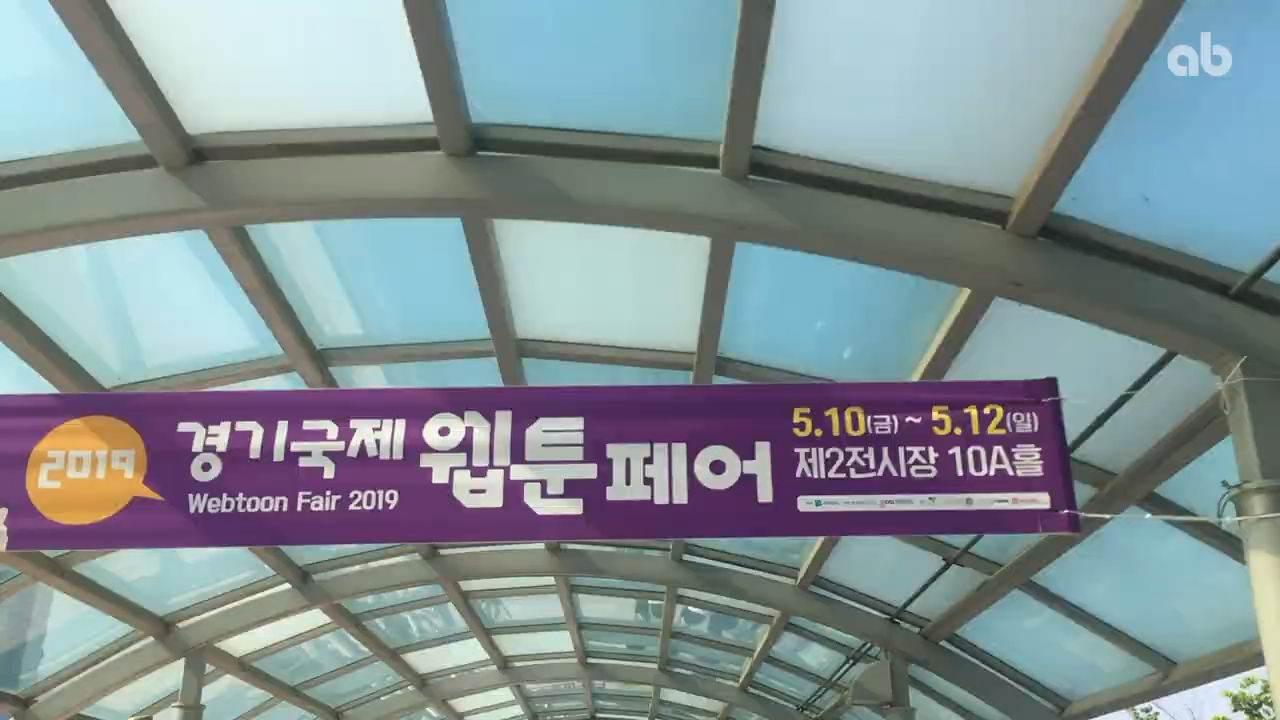 ab
2019
경기국제 웹툰페어
Webtoon Fair 2019
5.10(금) ~ 5.12(일)
제2전시장 10A홀